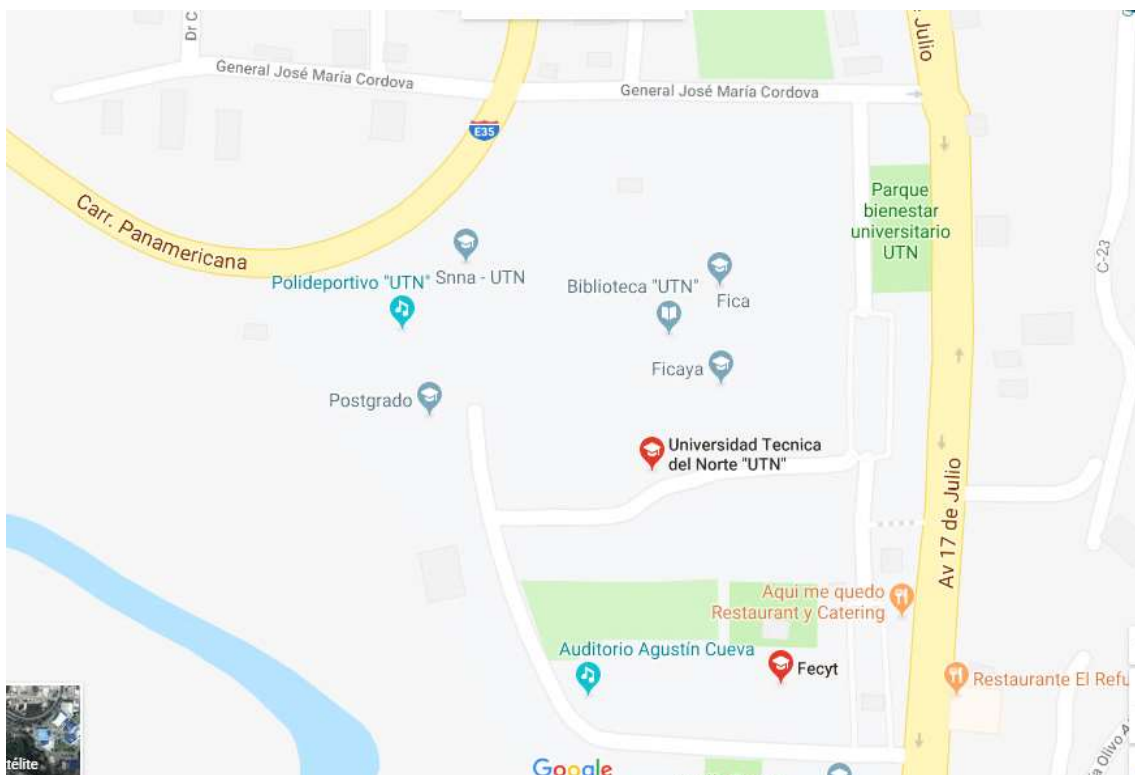 Dr C
Julio
General José María Cordova
General José María Cordova
E35
Carr. Panamericana
Parque
bienestar
universitario
UTN
C-23
Snna - UTN
Polideportivo "UTN"
Biblioteca "UTN"
Fica
Ficaya
Postgrado
Universidad Tecnica
del Norte "UTN"
Av 17 de Julio
Aqui me quedo
Restaurant y Catering
Auditorio Agustín Cueva
Fecyt
Restaurante El Refu
a Olivo A
télite
Google